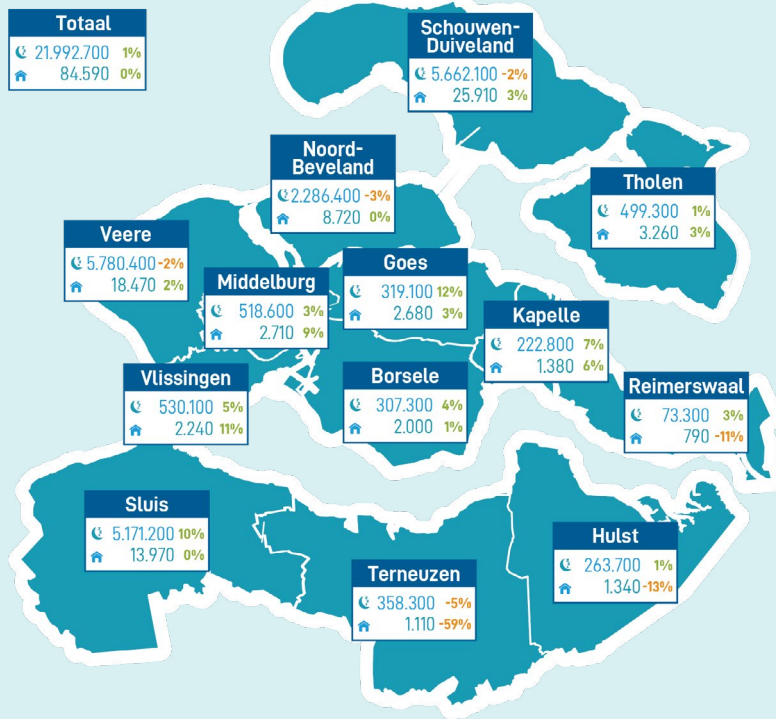 Totaal
21.992.700 1%
84.590 0%
Schouwen-
Duiveland
5.662.100 -2%
25.910 3%
Noord-
Beveland
2.286.400 -3%
8.720 0%
Tholen
499.300 1%
3.260 3%
Veere
5.780.400 -2%
18.470 2%
Middelburg
518.600 3%
2.710 9%
Goes
319.100 12%
2.680 3%
Kapelle
222.800 7%
1.380 6%
Vlissingen
530.100 5%
2.240 11%
Borsele
307.300 4%
2.000 1%
Reimerswaal
73.300 3%
790 -11%
Sluis
5.171.200 10%
13.970 0%
Terneuzen
358.300 -5%
1.110 -59%
Hulst
263.700 1%
1.340 -13%